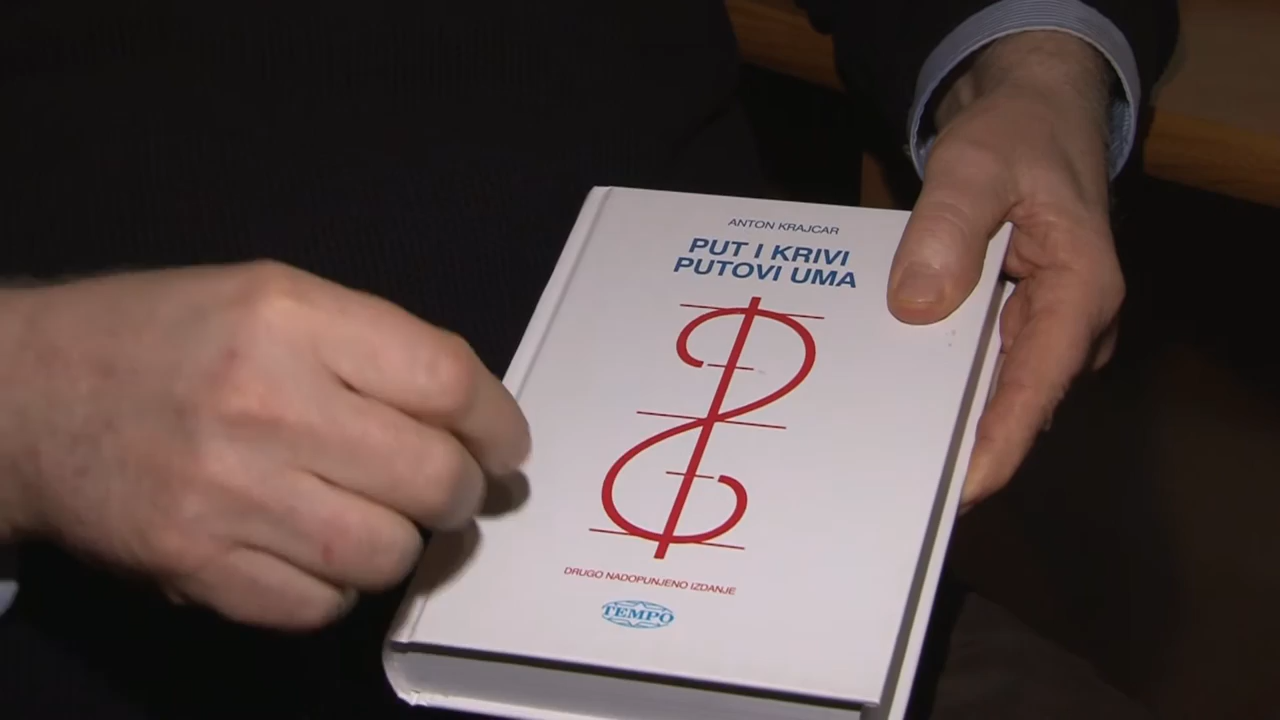 ANTON KRAJCAR
PUT I KRIVI
PUTOVI UMA
DRUGO NADOPUNJENO IZDANJE
TEMPO